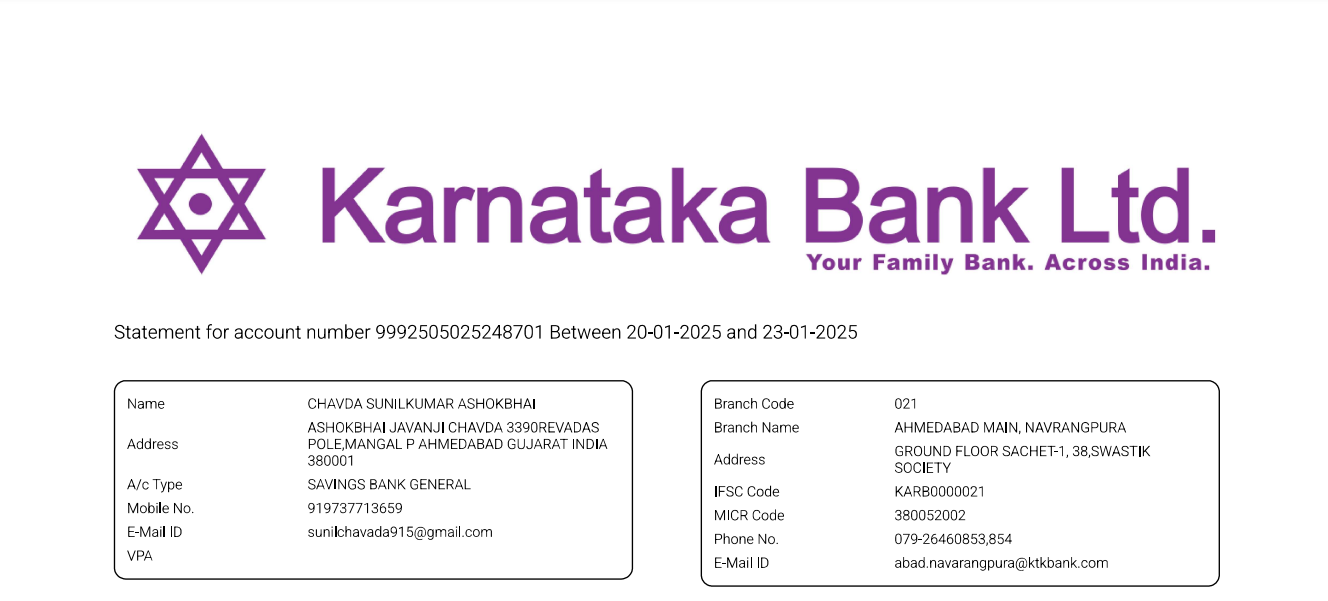 Karnataka Bank Ltd.
Your Family Bank. Across India.
Statement for account number 9992505025248701 Between 20-01-2025 and 23-01-2025
Name CHAVDA SUNILKUMAR ASHOKBHAI
Address ASHOKBHAI JAVANJI CHAVDA 3390REVADAS
POLE,MANGAL P AHMEDABAD GUJARAT INDIA
380001
A/c Type SAVINGS BANK GENERAL
Mobile No. 919737713659
E-Mail ID sunilchavada915@gmail.com
VPA
Branch Code 021
Branch Name AHMEDABAD MAIN, NAVRANGPURA
Address GROUND FLOOR SACHET-1, 38,SWASTIK
SOCIETY
IFSC Code KARB0000021
MICR Code 380052002
Phone No. 079-26460853,854
E-Mail ID abad.navarangpura@ktkbank.com